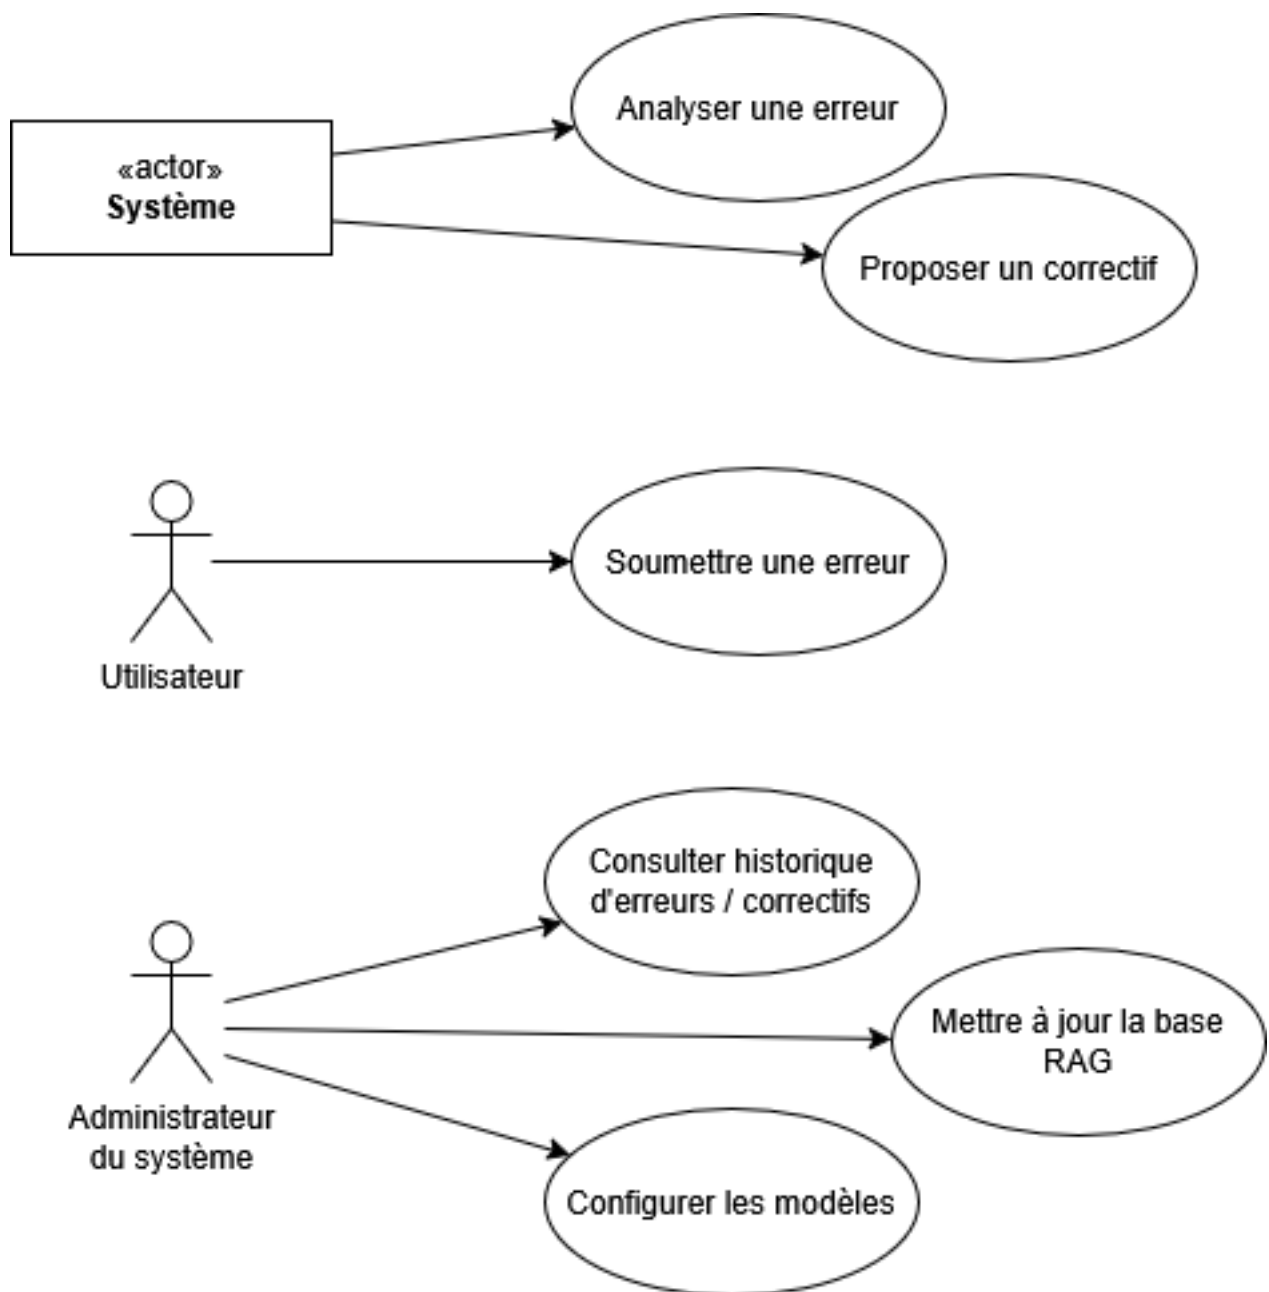 Analyser une erreur
«actor»
Système
Proposer un correctif
Soumettre une erreur
Utilisateur
Consulter historique
d'erreurs / correctifs
Mettre à jour la base
RAG
Administrateur
du système
Configurer les modèles